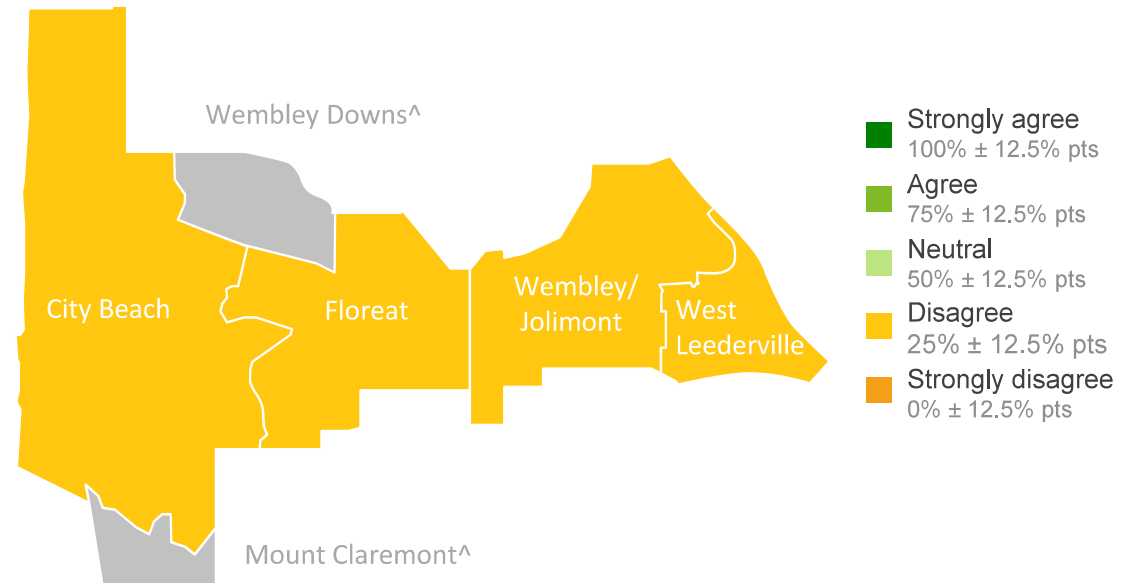 Wembley Downs^
City Beach
Floreat
Wembley/
Jolimont
West
Leederville
Mount Claremont^
Strongly agree
100% ± 12.5% pts
Agree
75% ± 12.5% pts
Neutral
50% ± 12.5% pts
Disagree
25% ± 12.5% pts
Strongly disagree
0% ± 12.5% pts